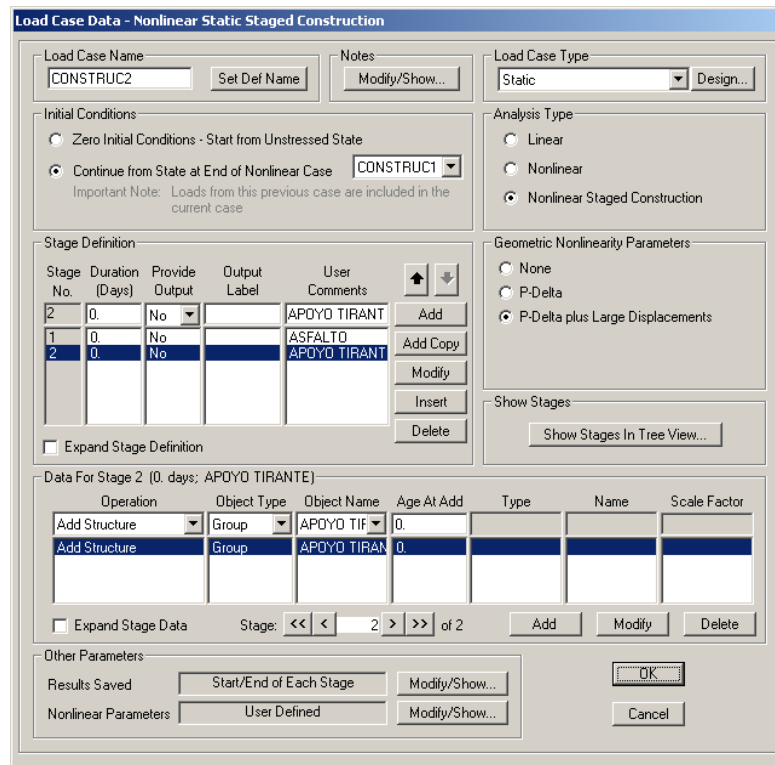 Load Case Data - Nonlinear Static Staged Construction
Load Case Name
CONSTRUC2
Set Def Name
Notes
Modify/Show...
Load Case Type
Static
Design...
Initial Conditions
Zero Initial Conditions - Start from Unstressed State
Continue from State at End of Nonlinear Case
CONSTRUC1
Important Note: Loads from this previous case are included in the
current case
Analysis Type
Linear
Nonlinear
Nonlinear Staged Construction
Stage Definition
Stage Duration Provide Output User
No. (Days) Output Label Comments
2 0. No APOYO TIRANT
1 0. No ASFALTO
2 0. No APOYO TIRANT
Add
Add Copy
Modify
Insert
Delete
Expand Stage Definition
Geometric Nonlinearity Parameters
None
P-Delta
P-Delta plus Large Displacements
Show Stages
Show Stages In Tree View...
Data For Stage 2 (0. days; APOYO TIRANTE)
Operation Object Type Object Name Age At Add Type Name Scale Factor
Add Structure Group APOYO TIF 0.
Add Structure Group APOYO TIRAN 0.
Expand Stage Data Stage: << < 2 > >> of 2 Add Modify Delete
Other Parameters
Results Saved Start/End of Each Stage Modify/Show...
Nonlinear Parameters User Defined Modify/Show...
OK
Cancel